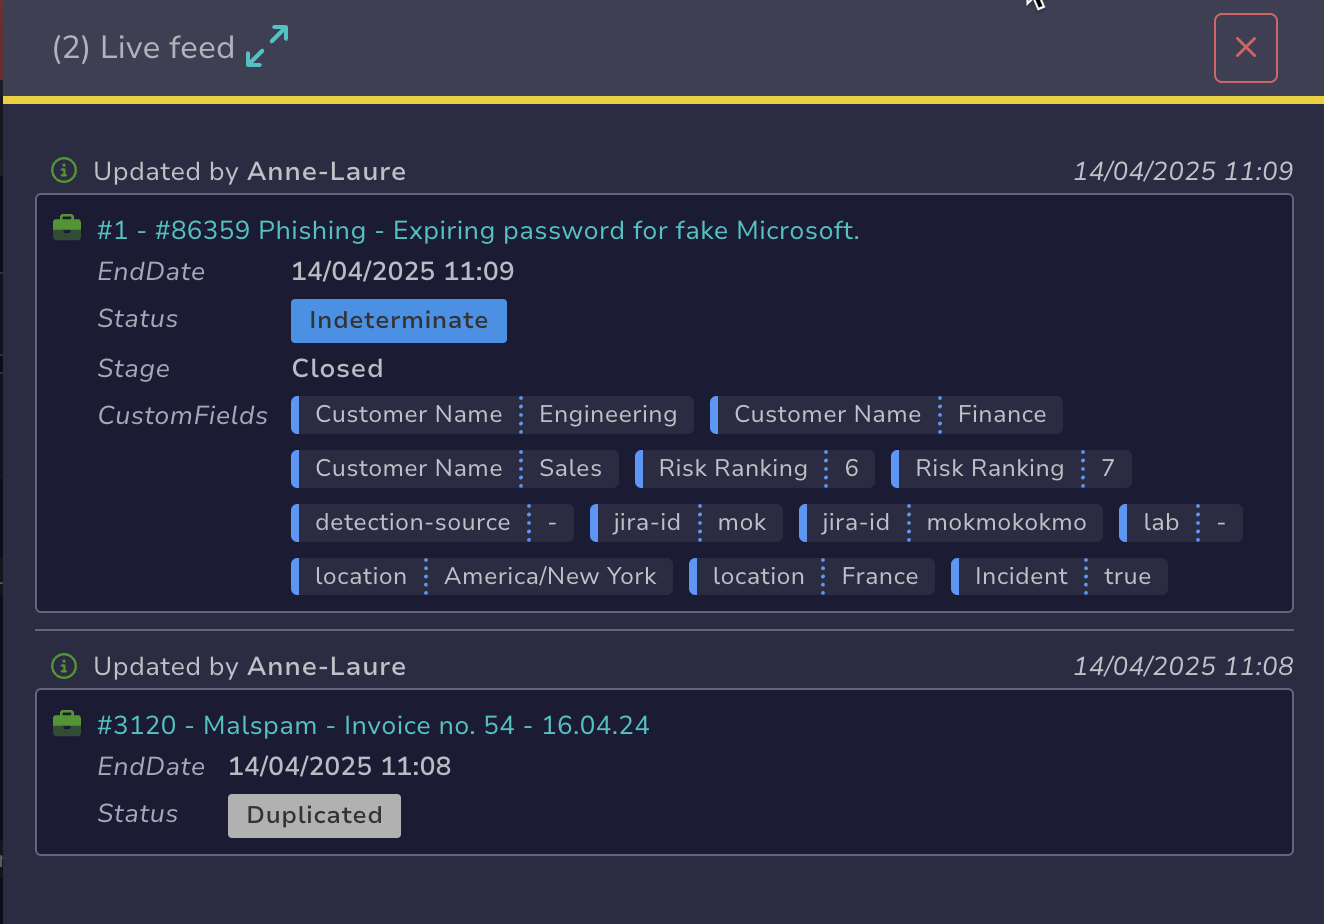 (2) Live feed
Updated by Anne-Laure 14/04/2025 11:09
#1 - #86359 Phishing - Expiring password for fake Microsoft.
EndDate 14/04/2025 11:09
Status Indeterminate
Stage Closed
CustomFields Customer Name Engineering Customer Name Finance
Customer Name Sales Risk Ranking 6 Risk Ranking 7
detection-source - jira-id mok jira-id mokmokokmo lab -
location America/New York location France Incident true
Updated by Anne-Laure 14/04/2025 11:08
#3120 - Malspam - Invoice no. 54 - 16.04.24
EndDate 14/04/2025 11:08
Status Duplicated